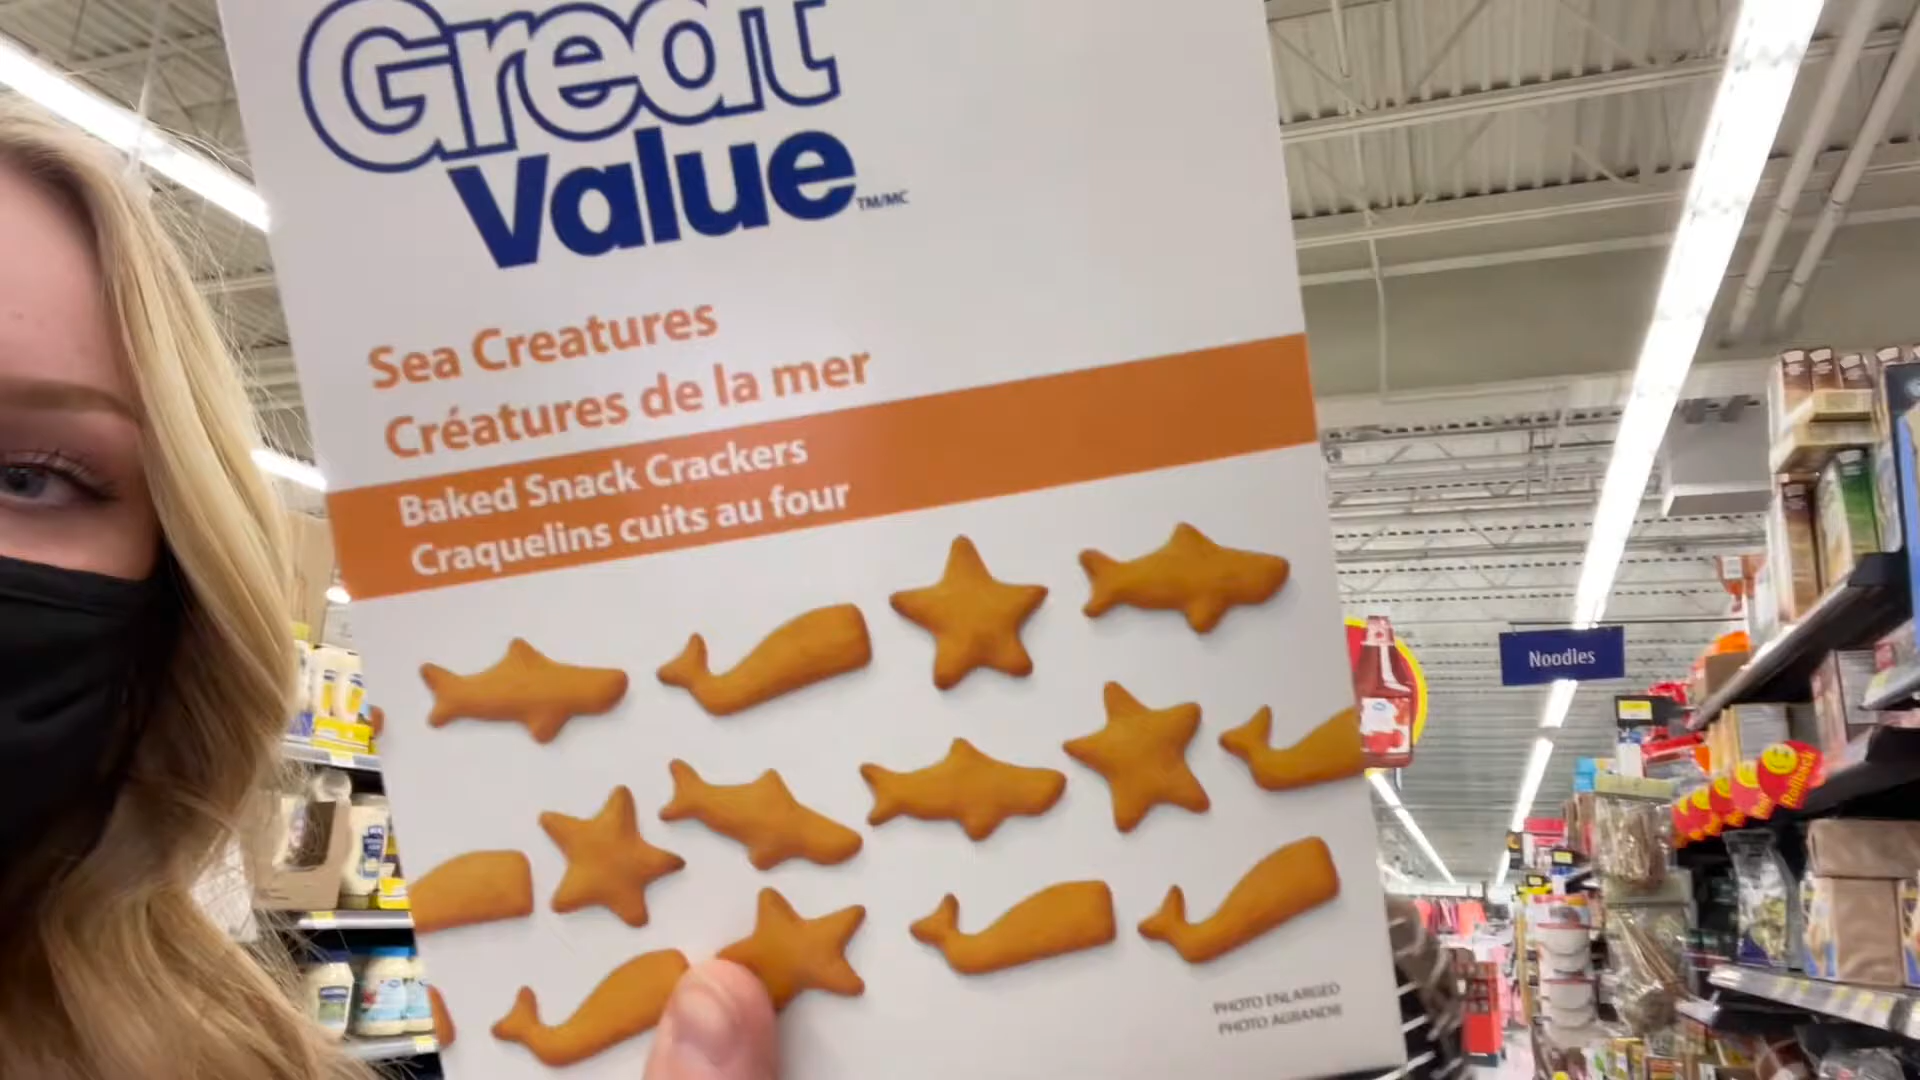 Great
Value
TM/MC
Sea Creatures
Créatures de la mer
Baked Snack Crackers
Craquelins cuits au four
PHOTO ENLARGED
PHOTO AGRANDIE
Noodles
Rollback